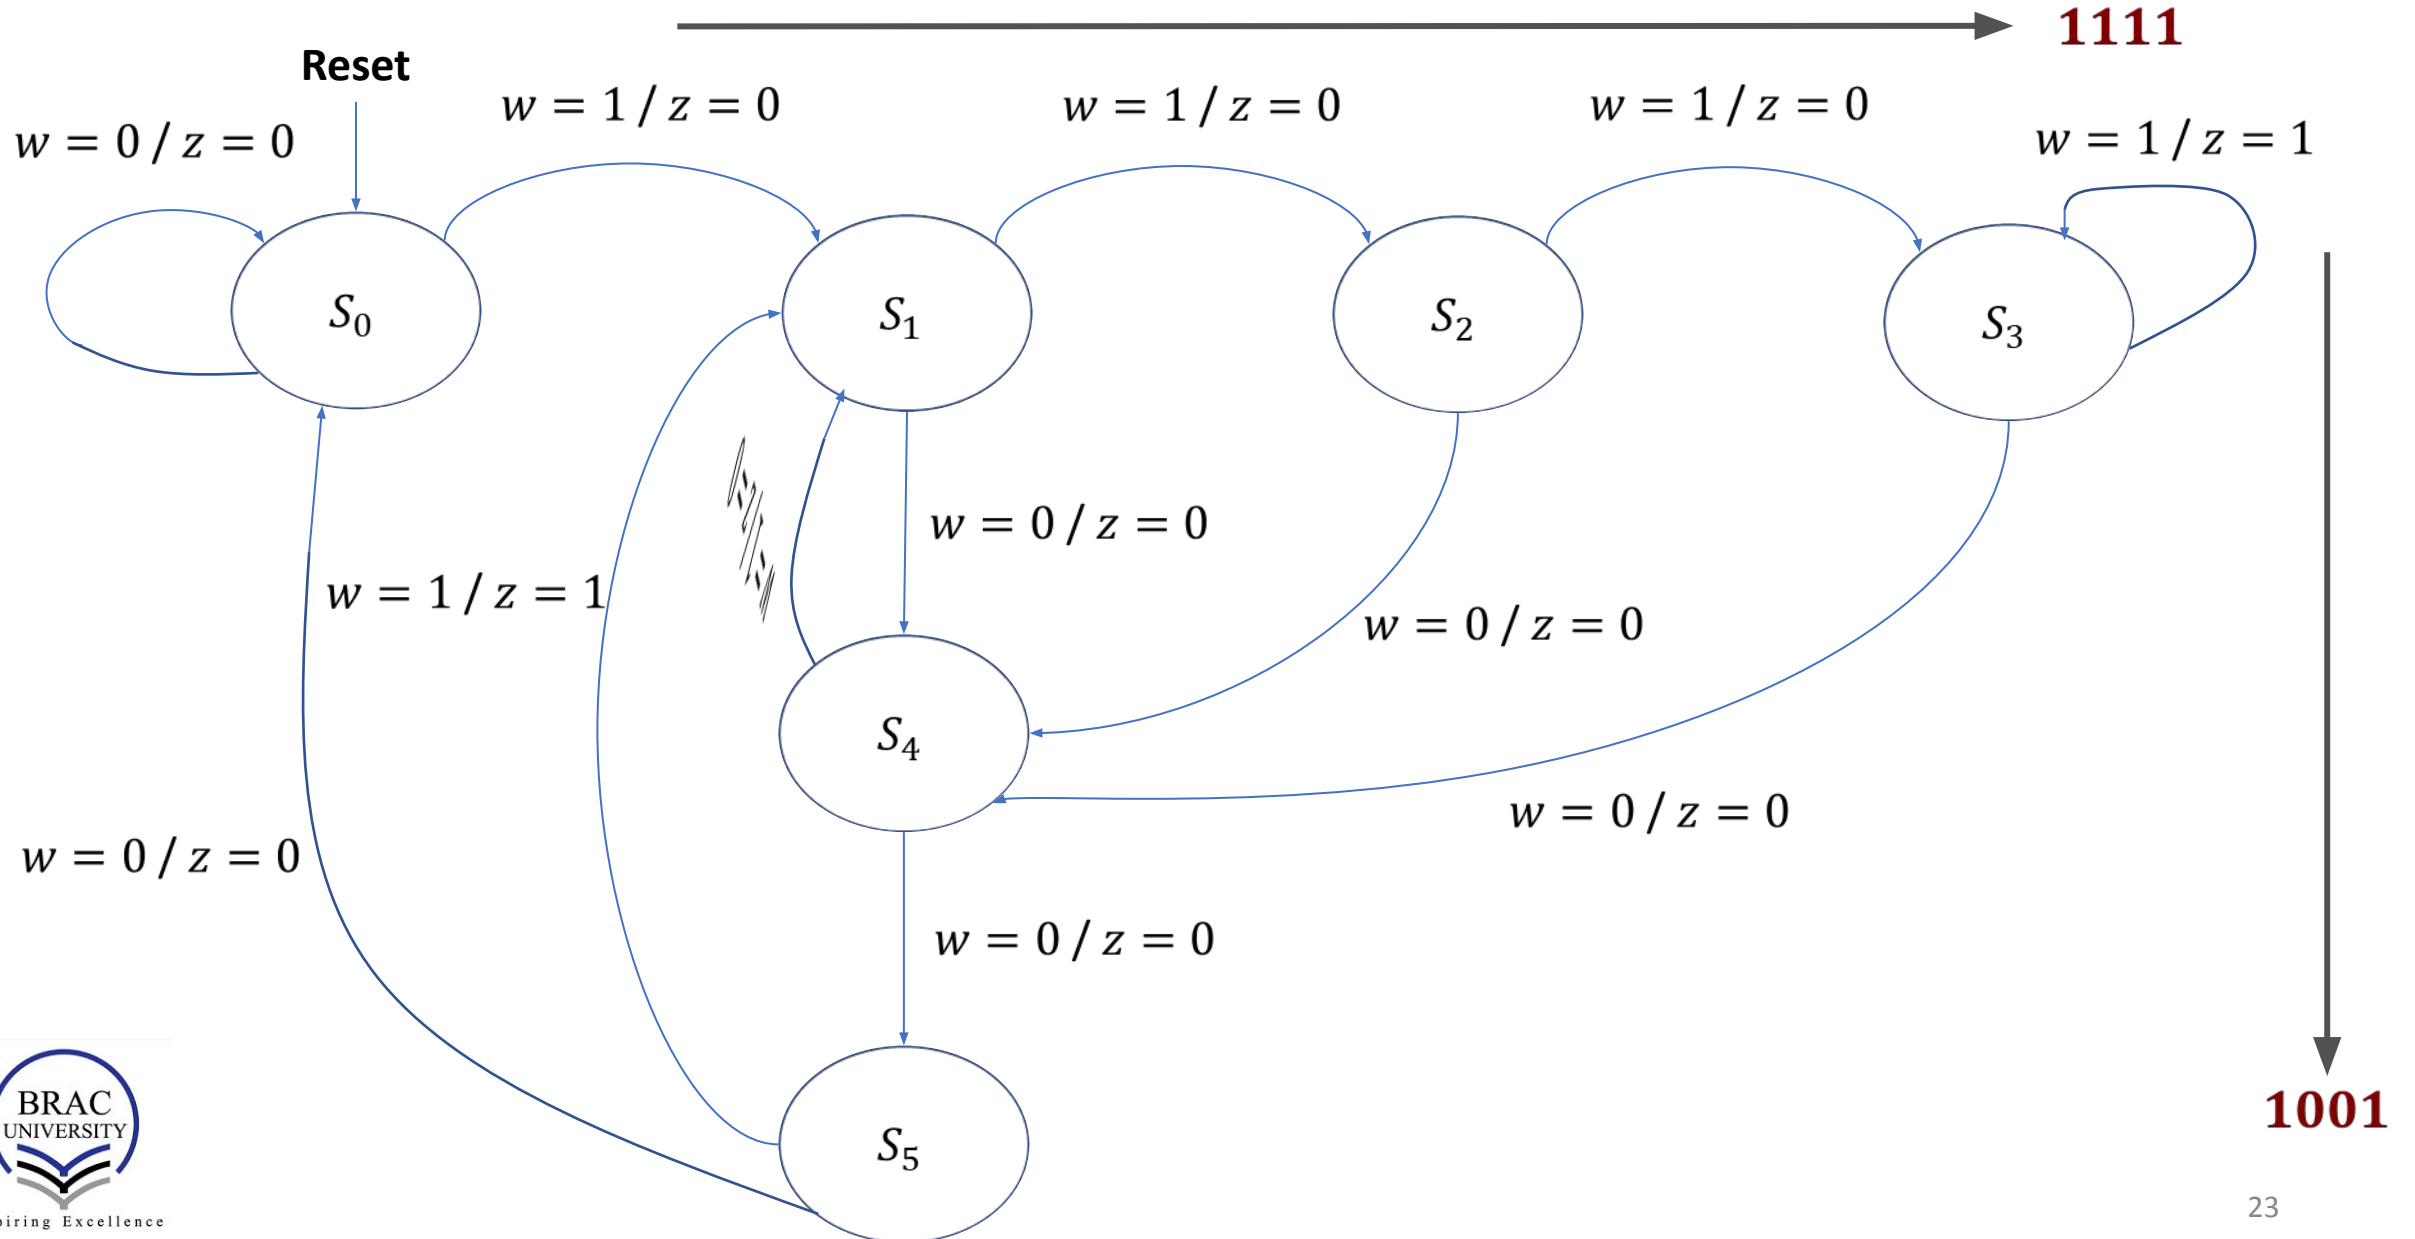 1111
Reset
w = 1 / z = 0
w = 1 / z = 0
w = 1 / z = 0
w = 0 / z = 0
w = 1 / z = 1
S₀
S₁
S₂
S₃
w = 0 / z = 0
w = 1 / z = 1
w = 0 / z = 0
S₄
w = 0 / z = 0
w = 0 / z = 0
w = 0 / z = 0
S₅
1001
BRAC
UNIVERSITY
iring Excellence
23